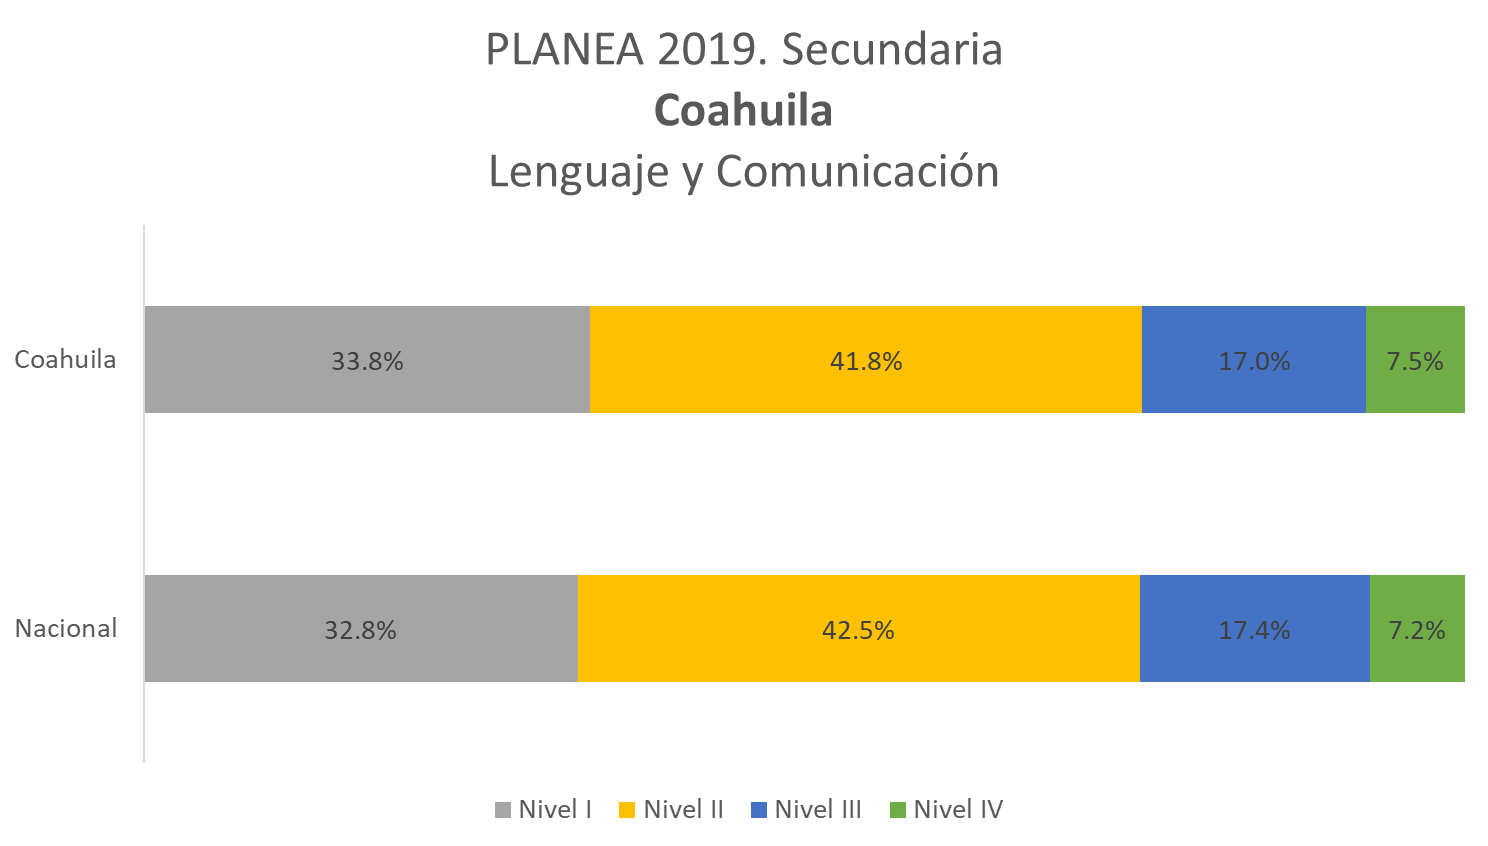 PLANEA 2019. Secundaria
Coahuila
Lenguaje y Comunicación
Coahuila
33.8%
41.8%
17.0%
7.5%
Nacional
32.8%
42.5%
17.4%
7.2%
Nivel I
Nivel II
Nivel III
Nivel IV